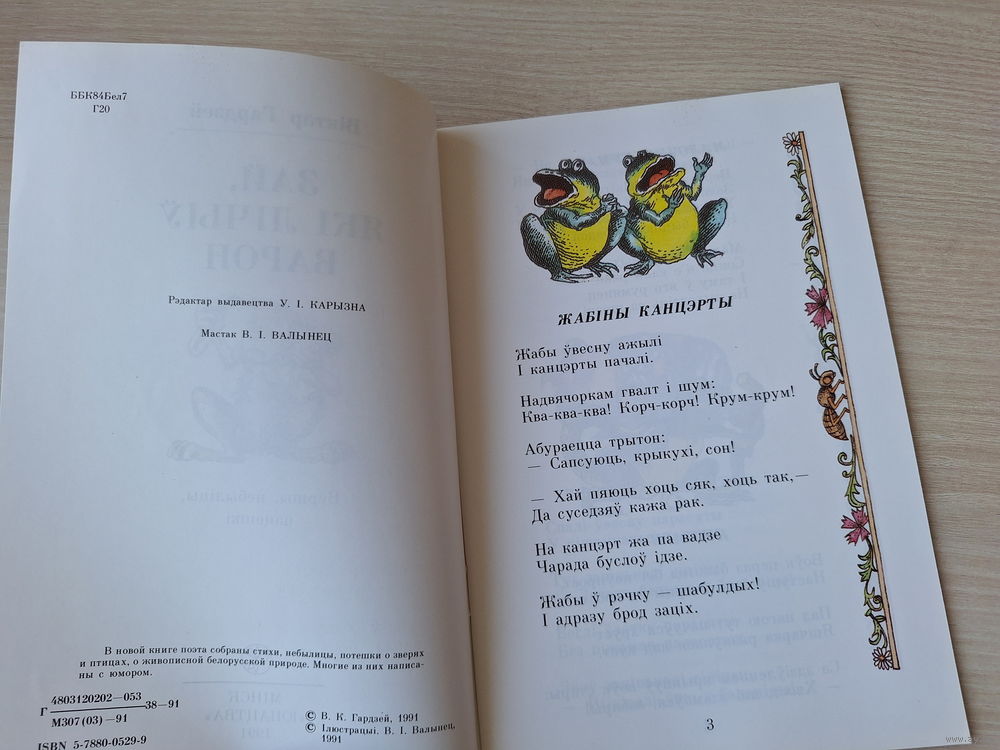 ББК84Бел7
Г20
Рэдактар выдавецтва У. І. КАРЫЗНА
Мастак В. І. ВАЛЫНЕЦ
В новой книге поэта собраны стихи, небылицы, потешки о зверях
и птицах, о живописной белорусской природе. Многие из них написа-
ны с юмором.
Г 4803120202—053
М307(03)—91
38—91
ISBN 5-7880-0529-9
© В. К. Гардзей, 1991
© Ілюстрацыі. В. І. Валынец,
1991
ЖАБІНЫ КАНЦЭРТЫ
Жабы ўвесну ажылі
І канцэрты пачалі.
Надвячоркам гвалт і шум:
Ква-ква-ква! Корч-корч! Крум-крум!
Абураецца трытон:
— Сапсуюць, крыкухі, сон!
— Хай пяюць хоць сяк, хоць так,—
Да суседзяў кажа рак.
На канцэрт жа па вадзе
Чарада буслоў ідзе.
Жабы ў рэчку — шабулдых!
І адразу брод заціх.
3